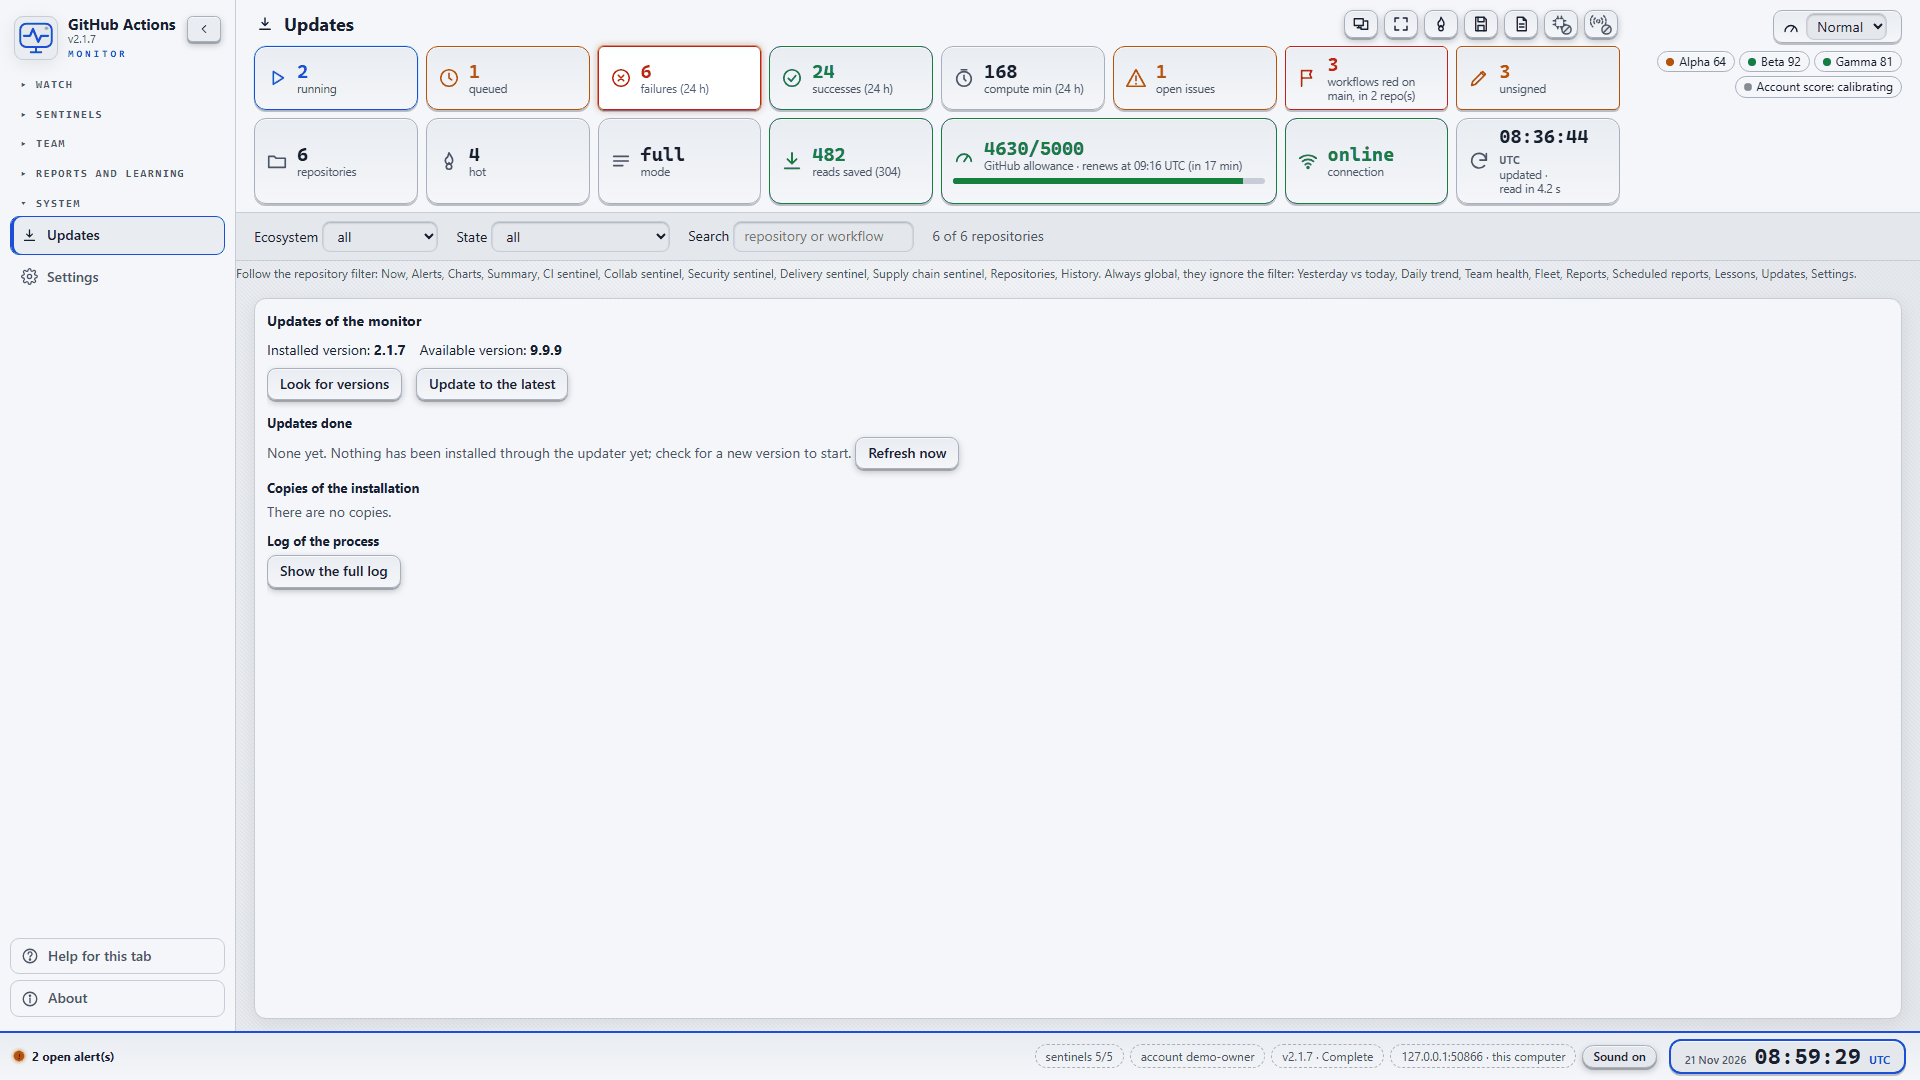 GitHub Actions
v2.1.7
MONITOR
WATCH
SENTINELS
TEAM
REPORTS AND LEARNING
SYSTEM
Updates
Settings
Help for this tab
About
Updates
Normal
Alpha 64
Beta 92
Gamma 81
Account score: calibrating
2
running
1
queued
6
failures (24 h)
24
successes (24 h)
168
compute min (24 h)
1
open issues
3
workflows red on
main, in 2 repo(s)
3
unsigned
6
repositories
4
hot
full
mode
482
reads saved (304)
4630/5000
GitHub allowance · renews at 09:16 UTC (in 17 min)
online
connection
08:36:44
UTC
updated ·
read in 4.2 s
Ecosystem all State all Search repository or workflow 6 of 6 repositories
Follow the repository filter: Now, Alerts, Charts, Summary, CI sentinel, Collab sentinel, Security sentinel, Delivery sentinel, Supply chain sentinel, Repositories, History. Always global, they ignore the filter: Yesterday vs today, Daily trend, Team health, Fleet, Reports, Scheduled reports, Lessons, Updates, Settings.
Updates of the monitor
Installed version: 2.1.7 Available version: 9.9.9
Look for versions Update to the latest
Updates done
None yet. Nothing has been installed through the updater yet; check for a new version to start. Refresh now
Copies of the installation
There are no copies.
Log of the process
Show the full log
2 open alert(s)
sentinels 5/5
account demo-owner
v2.1.7 · Complete
127.0.0.1:50866 · this computer
Sound on
21 Nov 2026 08:59:29 UTC